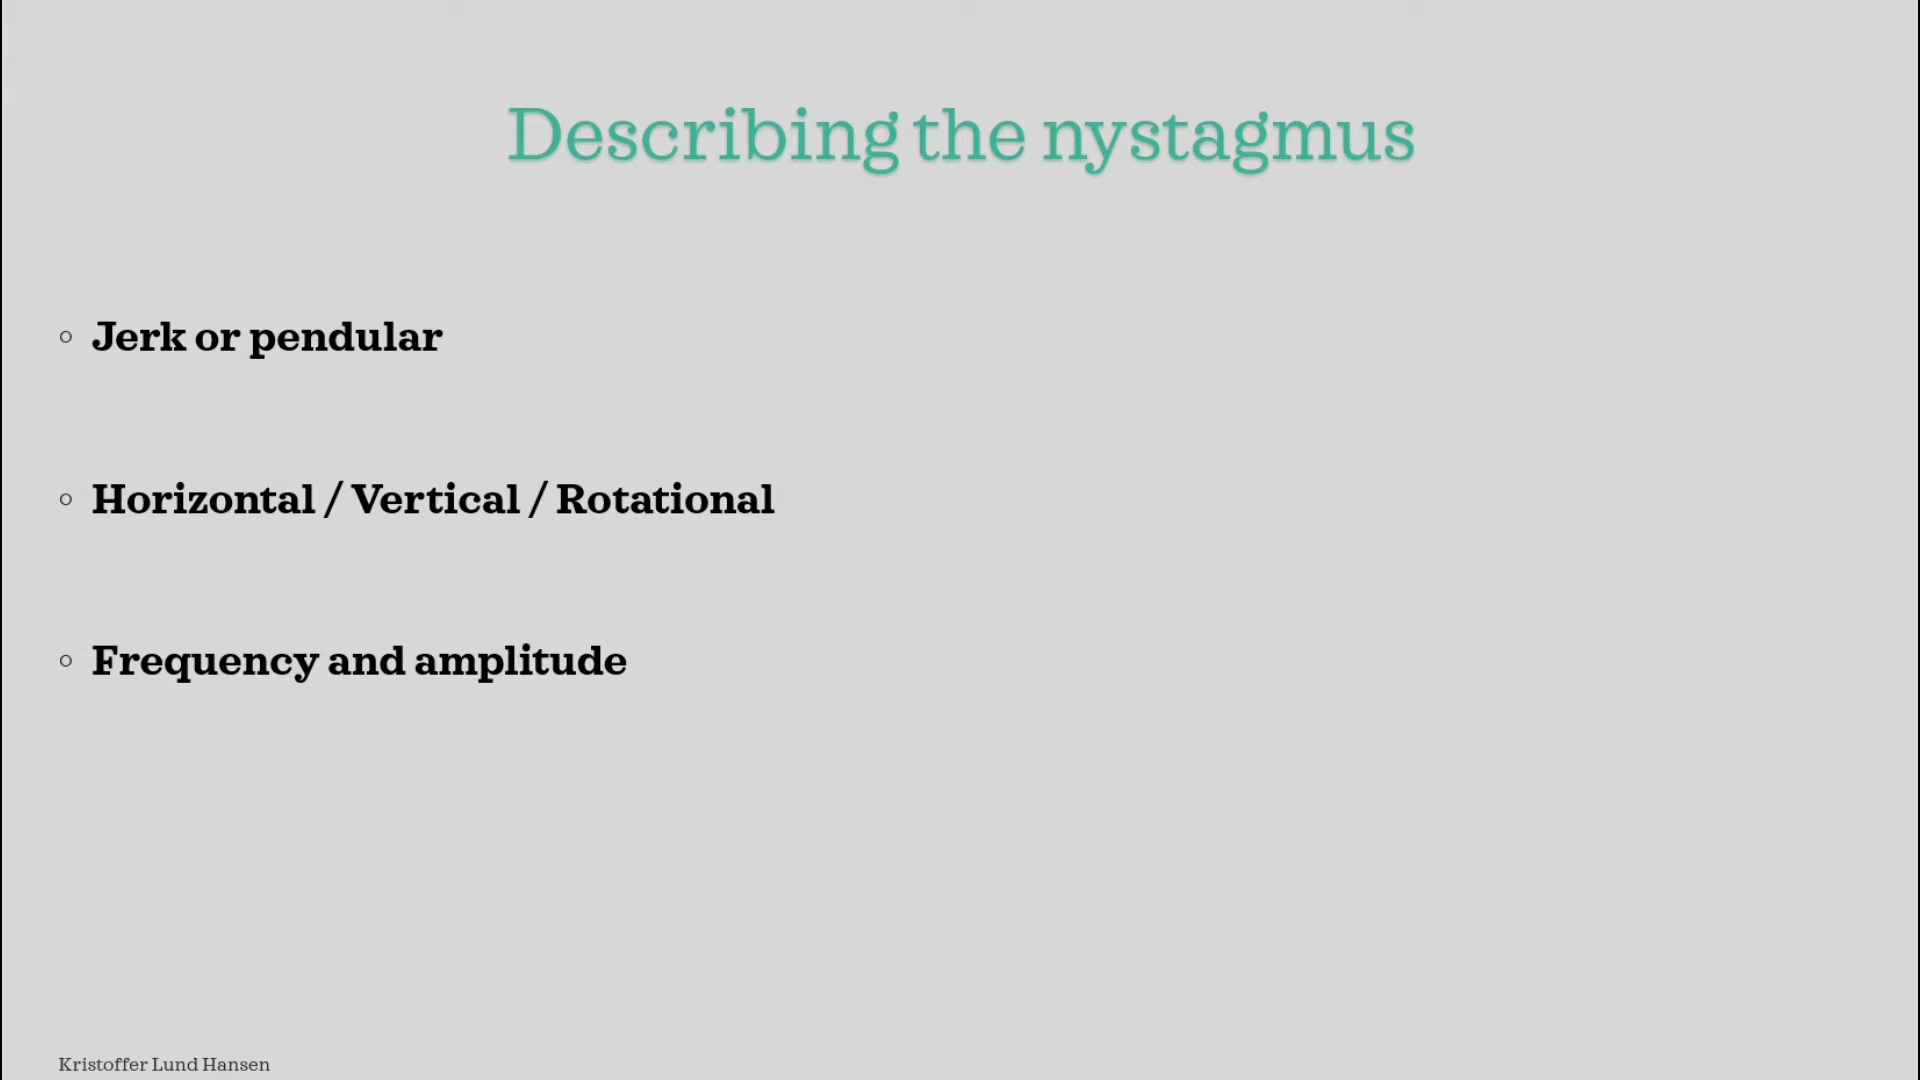 Describing the nystagmus
◦ Jerk or pendular
◦ Horizontal / Vertical / Rotational
◦ Frequency and amplitude
Kristoffer Lund Hansen